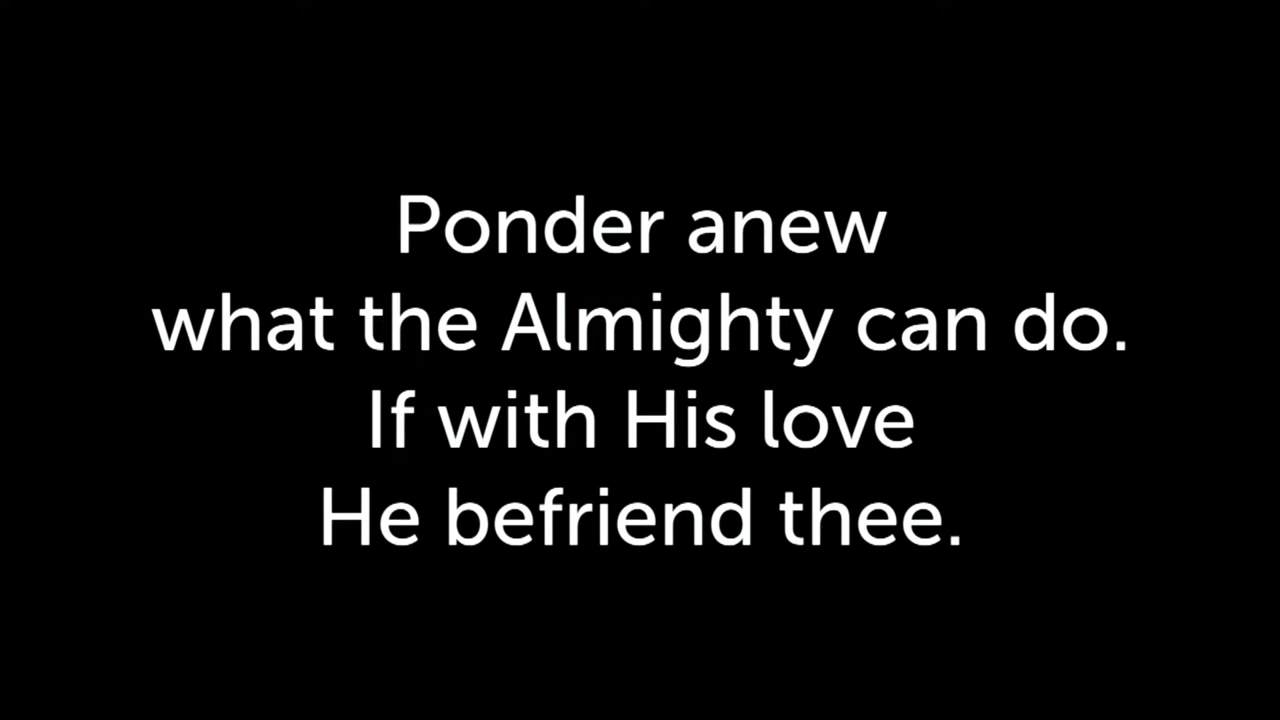 Ponder anew
what the Almighty can do.
If with His love
He befriend thee.